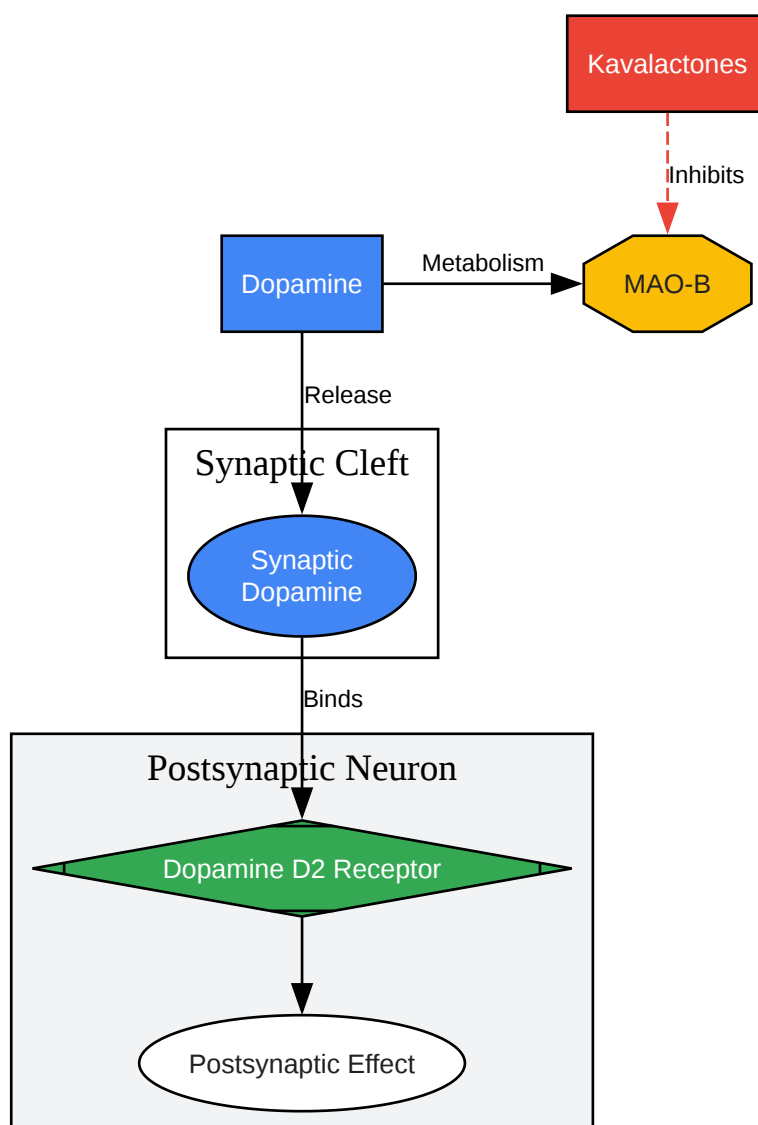 Kavalactones
Inhibits
Dopamine
Metabolism
MAO-B
Release
Synaptic Cleft
Synaptic
Dopamine
Binds
Postsynaptic Neuron
Dopamine D2 Receptor
Postsynaptic Effect